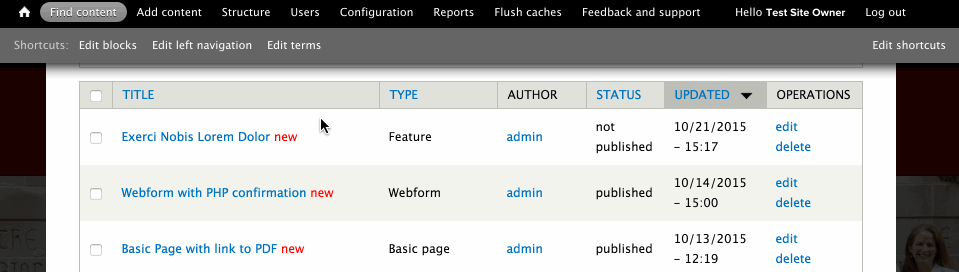 Find content Add content Structure Users Configuration Reports Flush caches Feedback and support Hello Test Site Owner Log out
Shortcuts: Edit blocks Edit left navigation Edit terms Edit shortcuts
TITLE TYPE AUTHOR STATUS UPDATED OPERATIONS
Exerci Nobis Lorem Dolor new Feature admin not published 10/21/2015 - 15:17 edit delete
Webform with PHP confirmation new Webform admin published 10/14/2015 - 15:00 edit delete
Basic Page with link to PDF new Basic page admin published 10/13/2015 - 12:19 edit delete